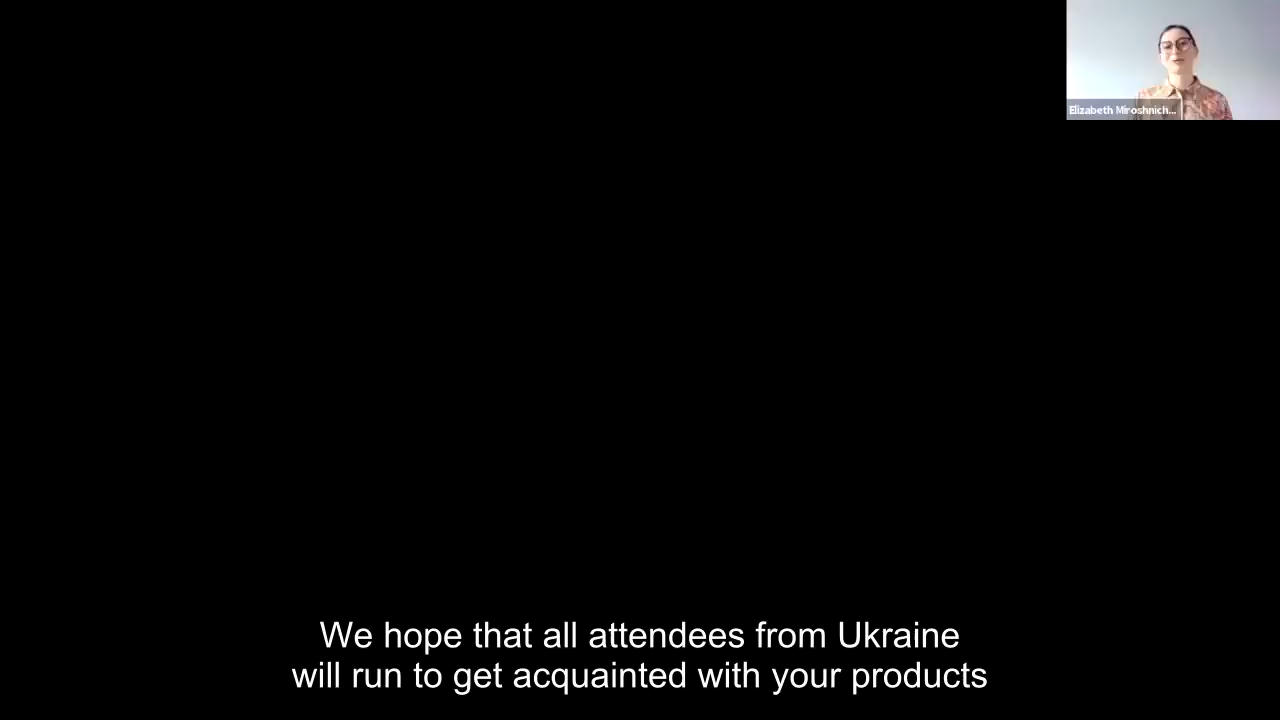 Elizabeth Miroshnich...
We hope that all attendees from Ukraine
will run to get acquainted with your products